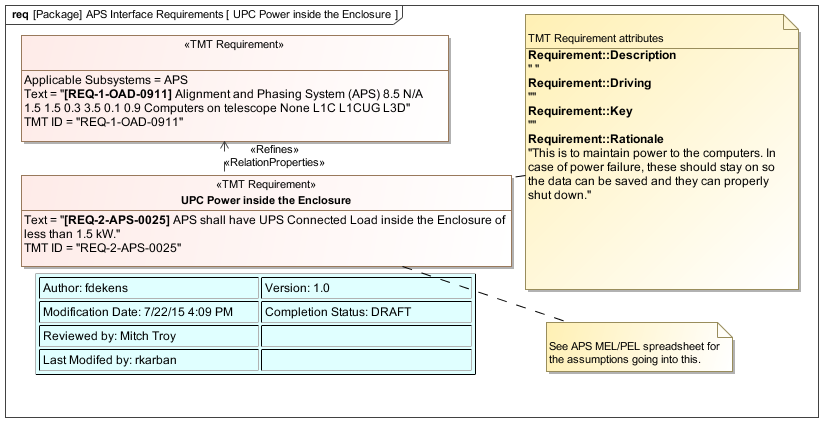 req [Package] APS Interface Requirements [ UPC Power inside the Enclosure ]
«TMT Requirement»
Applicable Subsystems = APS
Text = "[REQ-1-OAD-0911] Alignment and Phasing System (APS) 8.5 N/A
1.5 1.5 0.3 3.5 0.1 0.9 Computers on telescope None L1C L1CUG L3D"
TMT ID = "REQ-1-OAD-0911"
«Refines»
«RelationProperties»
«TMT Requirement»
UPC Power inside the Enclosure
Text = "[REQ-2-APS-0025] APS shall have UPS Connected Load inside the Enclosure of
less than 1.5 kW."
TMT ID = "REQ-2-APS-0025"
TMT Requirement attributes
Requirement::Description
" "
Requirement::Driving
""
Requirement::Key
""
Requirement::Rationale
"This is to maintain power to the computers. In
case of power failure, these should stay on so
the data can be saved and they can properly
shut down."
Author: fdekens
Version: 1.0
Modification Date: 7/22/15 4:09 PM
Completion Status: DRAFT
Reviewed by: Mitch Troy
Last Modifed by: rkarban
See APS MEL/PEL spreadsheet for
the assumptions going into this.